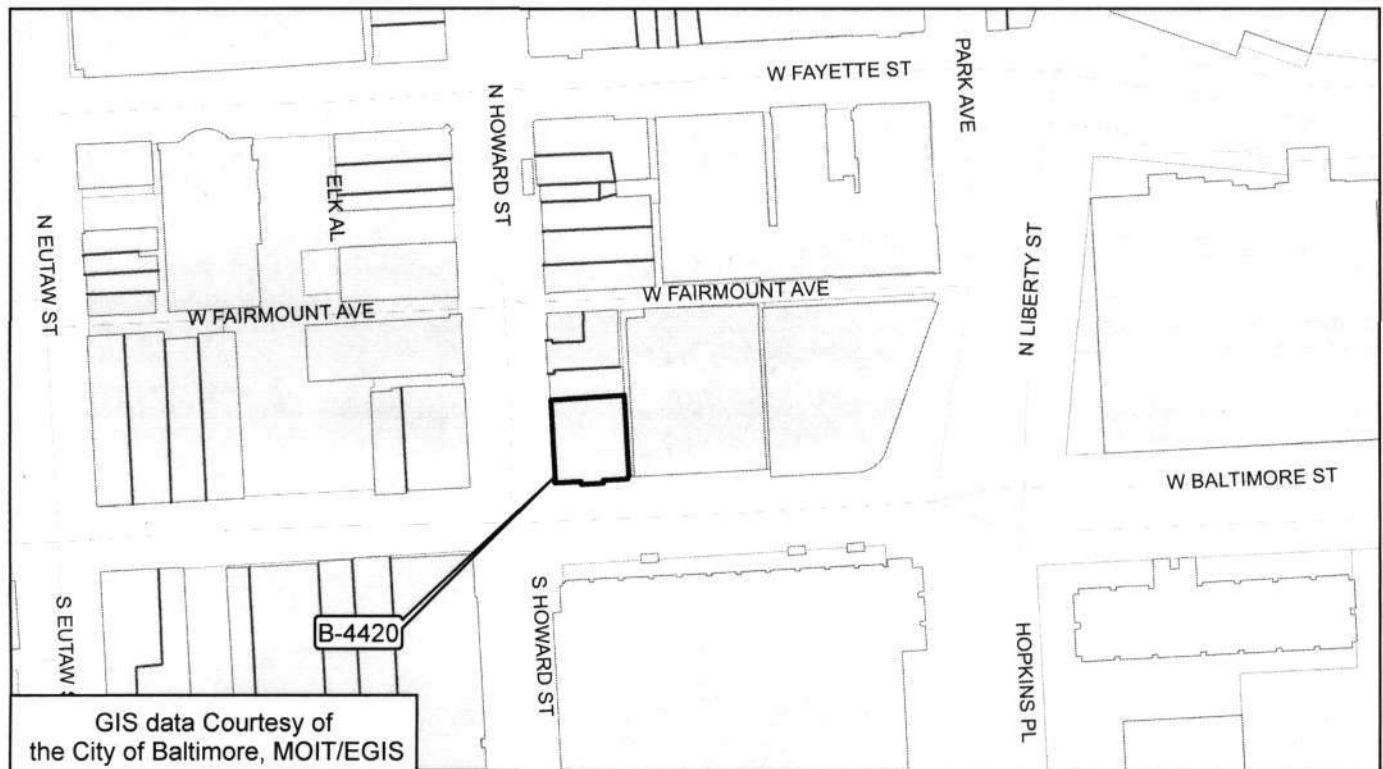 W FAYETTE ST
PARK AVE
N HOWARD ST
ELK AL
N EUTAW ST
N LIBERTY ST
W FAIRMOUNT AVE
W FAIRMOUNT AVE
W BALTIMORE ST
B-4420
S EUTAW S
S HOWARD ST
HOPKINS PL
GIS data Courtesy of
the City of Baltimore, MOIT/EGIS